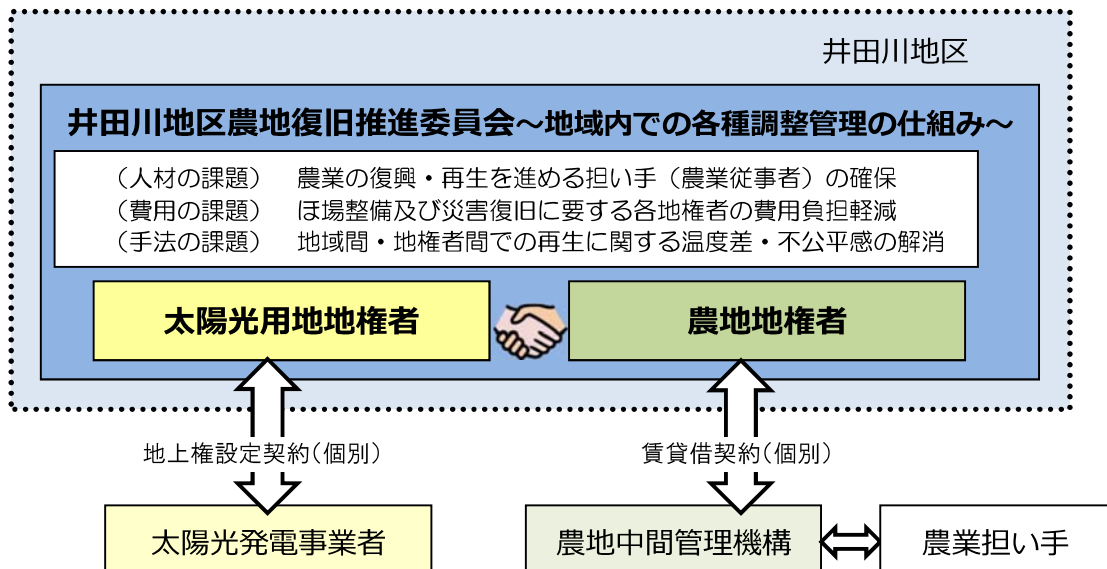 井田川地区
井田川地区農地復旧推進委員会～地域内での各種調整管理の仕組み～
（人材の課題）　農業の復興・再生を進める担い手（農業従事者）の確保
（費用の課題）　ほ場整備及び災害復旧に要する各地権者の費用負担軽減
（手法の課題）　地域間・地権者間での再生に関する温度差・不公平感の解消
太陽光用地地権者
農地地権者
地上権設定契約（個別）
賃貸借契約（個別）
太陽光発電事業者
農地中間管理機構
農業担い手